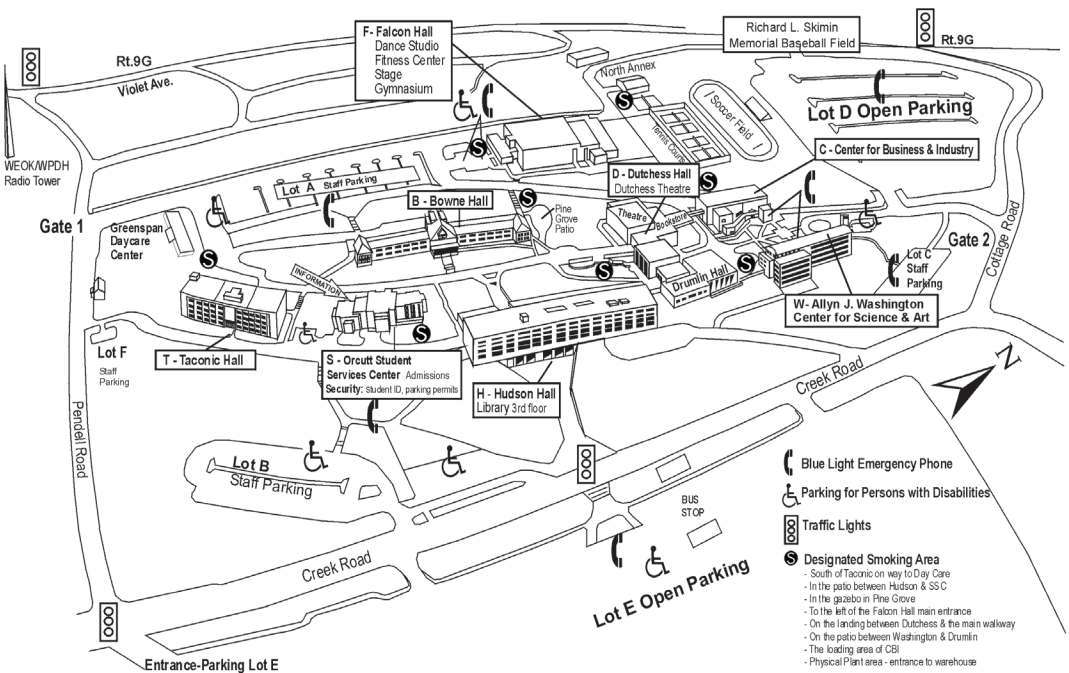 Rt.9G
Violet Ave.
WEOK/WPDH
Radio Tower
F- Falcon Hall
Dance Studio
Fitness Center
Stage
Gymnasium
North Annex
S
Tennis Courts
Soccer Field
Richard L. Skimin
Memorial Baseball Field
Rt.9G
Lot D Open Parking
C - Center for Business & Industry
D - Dutchess Hall
Dutchess Theatre
S
S
Lot A Staff Parking
B - Bowne Hall
S
Pine
Grove
Patio
Theatre
Bookstore
Gate 1
Greenspan
Daycare
Center
S
INFORMATION
S
Drumlin Hall
S
Gate 2
Cottage Road
Lot C
Staff
Parking
W- Allyn J. Washington
Center for Science & Art
Lot F
Staff
Parking
T - Taconic Hall
S
S - Orcutt Student
Services Center Admissions
Security: Student ID, parking permits
H - Hudson Hall
Library 3rd floor
Creek Road
N
Pendell Road
Lot B
Staff Parking
BUS
STOP
Creek Road
Lot E Open Parking
Entrance-Parking Lot E
Blue Light Emergency Phone
Parking for Persons with Disabilities
Traffic Lights
S Designated Smoking Area
- South of Taconic on way to Day Care
- In the patio between Hudson & SSC
- In the gazebo in Pine Grove
- To the left of the Falcon Hall main entrance
- On the landing between Dutchess & the main walkway
- On the patio between Washington & Drumlin
- The loading area of CBI
- Physical Plant area - entrance to warehouse